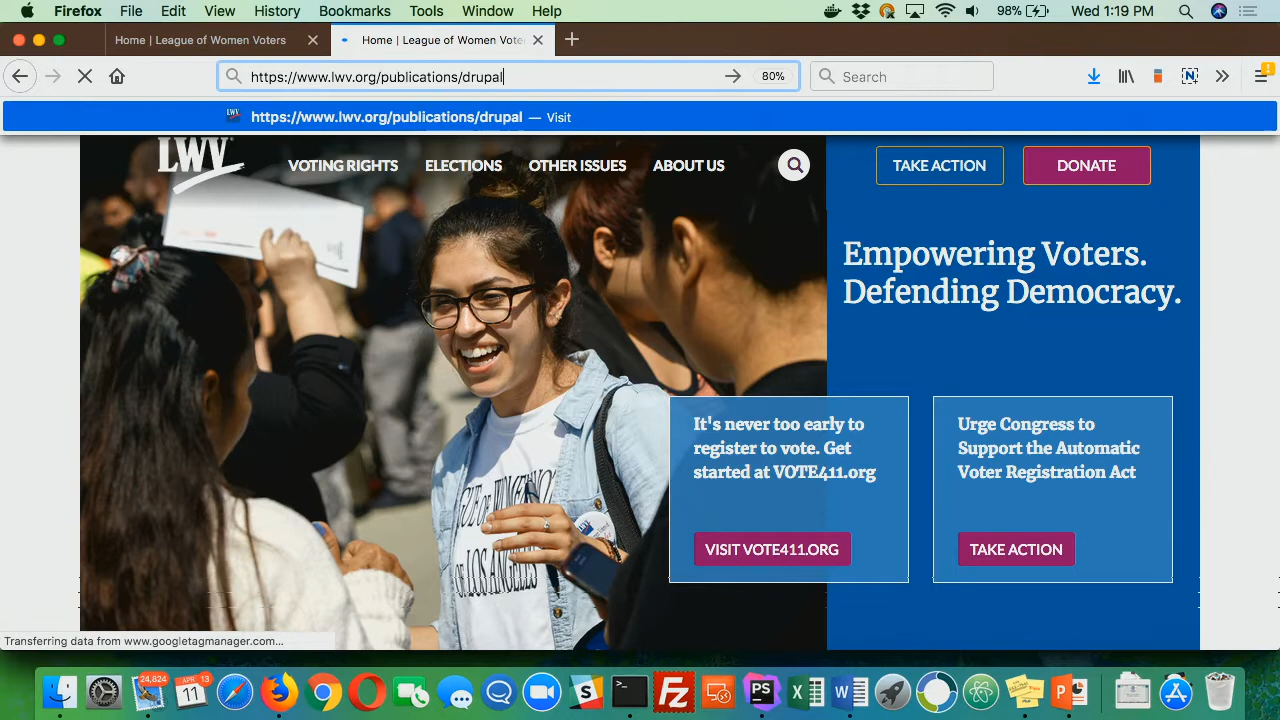 Firefox File Edit View History Bookmarks Tools Window Help 98% Wed 1:19 PM
Home | League of Women Voters Home | League of Women Vote
https://www.lwv.org/publications/drupal 80% Search
https://www.lwv.org/publications/drupal — Visit
LWV VOTING RIGHTS ELECTIONS OTHER ISSUES ABOUT US TAKE ACTION DONATE
Empowering Voters.
Defending Democracy.
It's never too early to
register to vote. Get
started at VOTE411.org
VISIT VOTE411.ORG
Urge Congress to
Support the Automatic
Voter Registration Act
TAKE ACTION
OF LOS ANGELES
Transferring data from www.googletagmanager.com...
24,824
APR 13
11